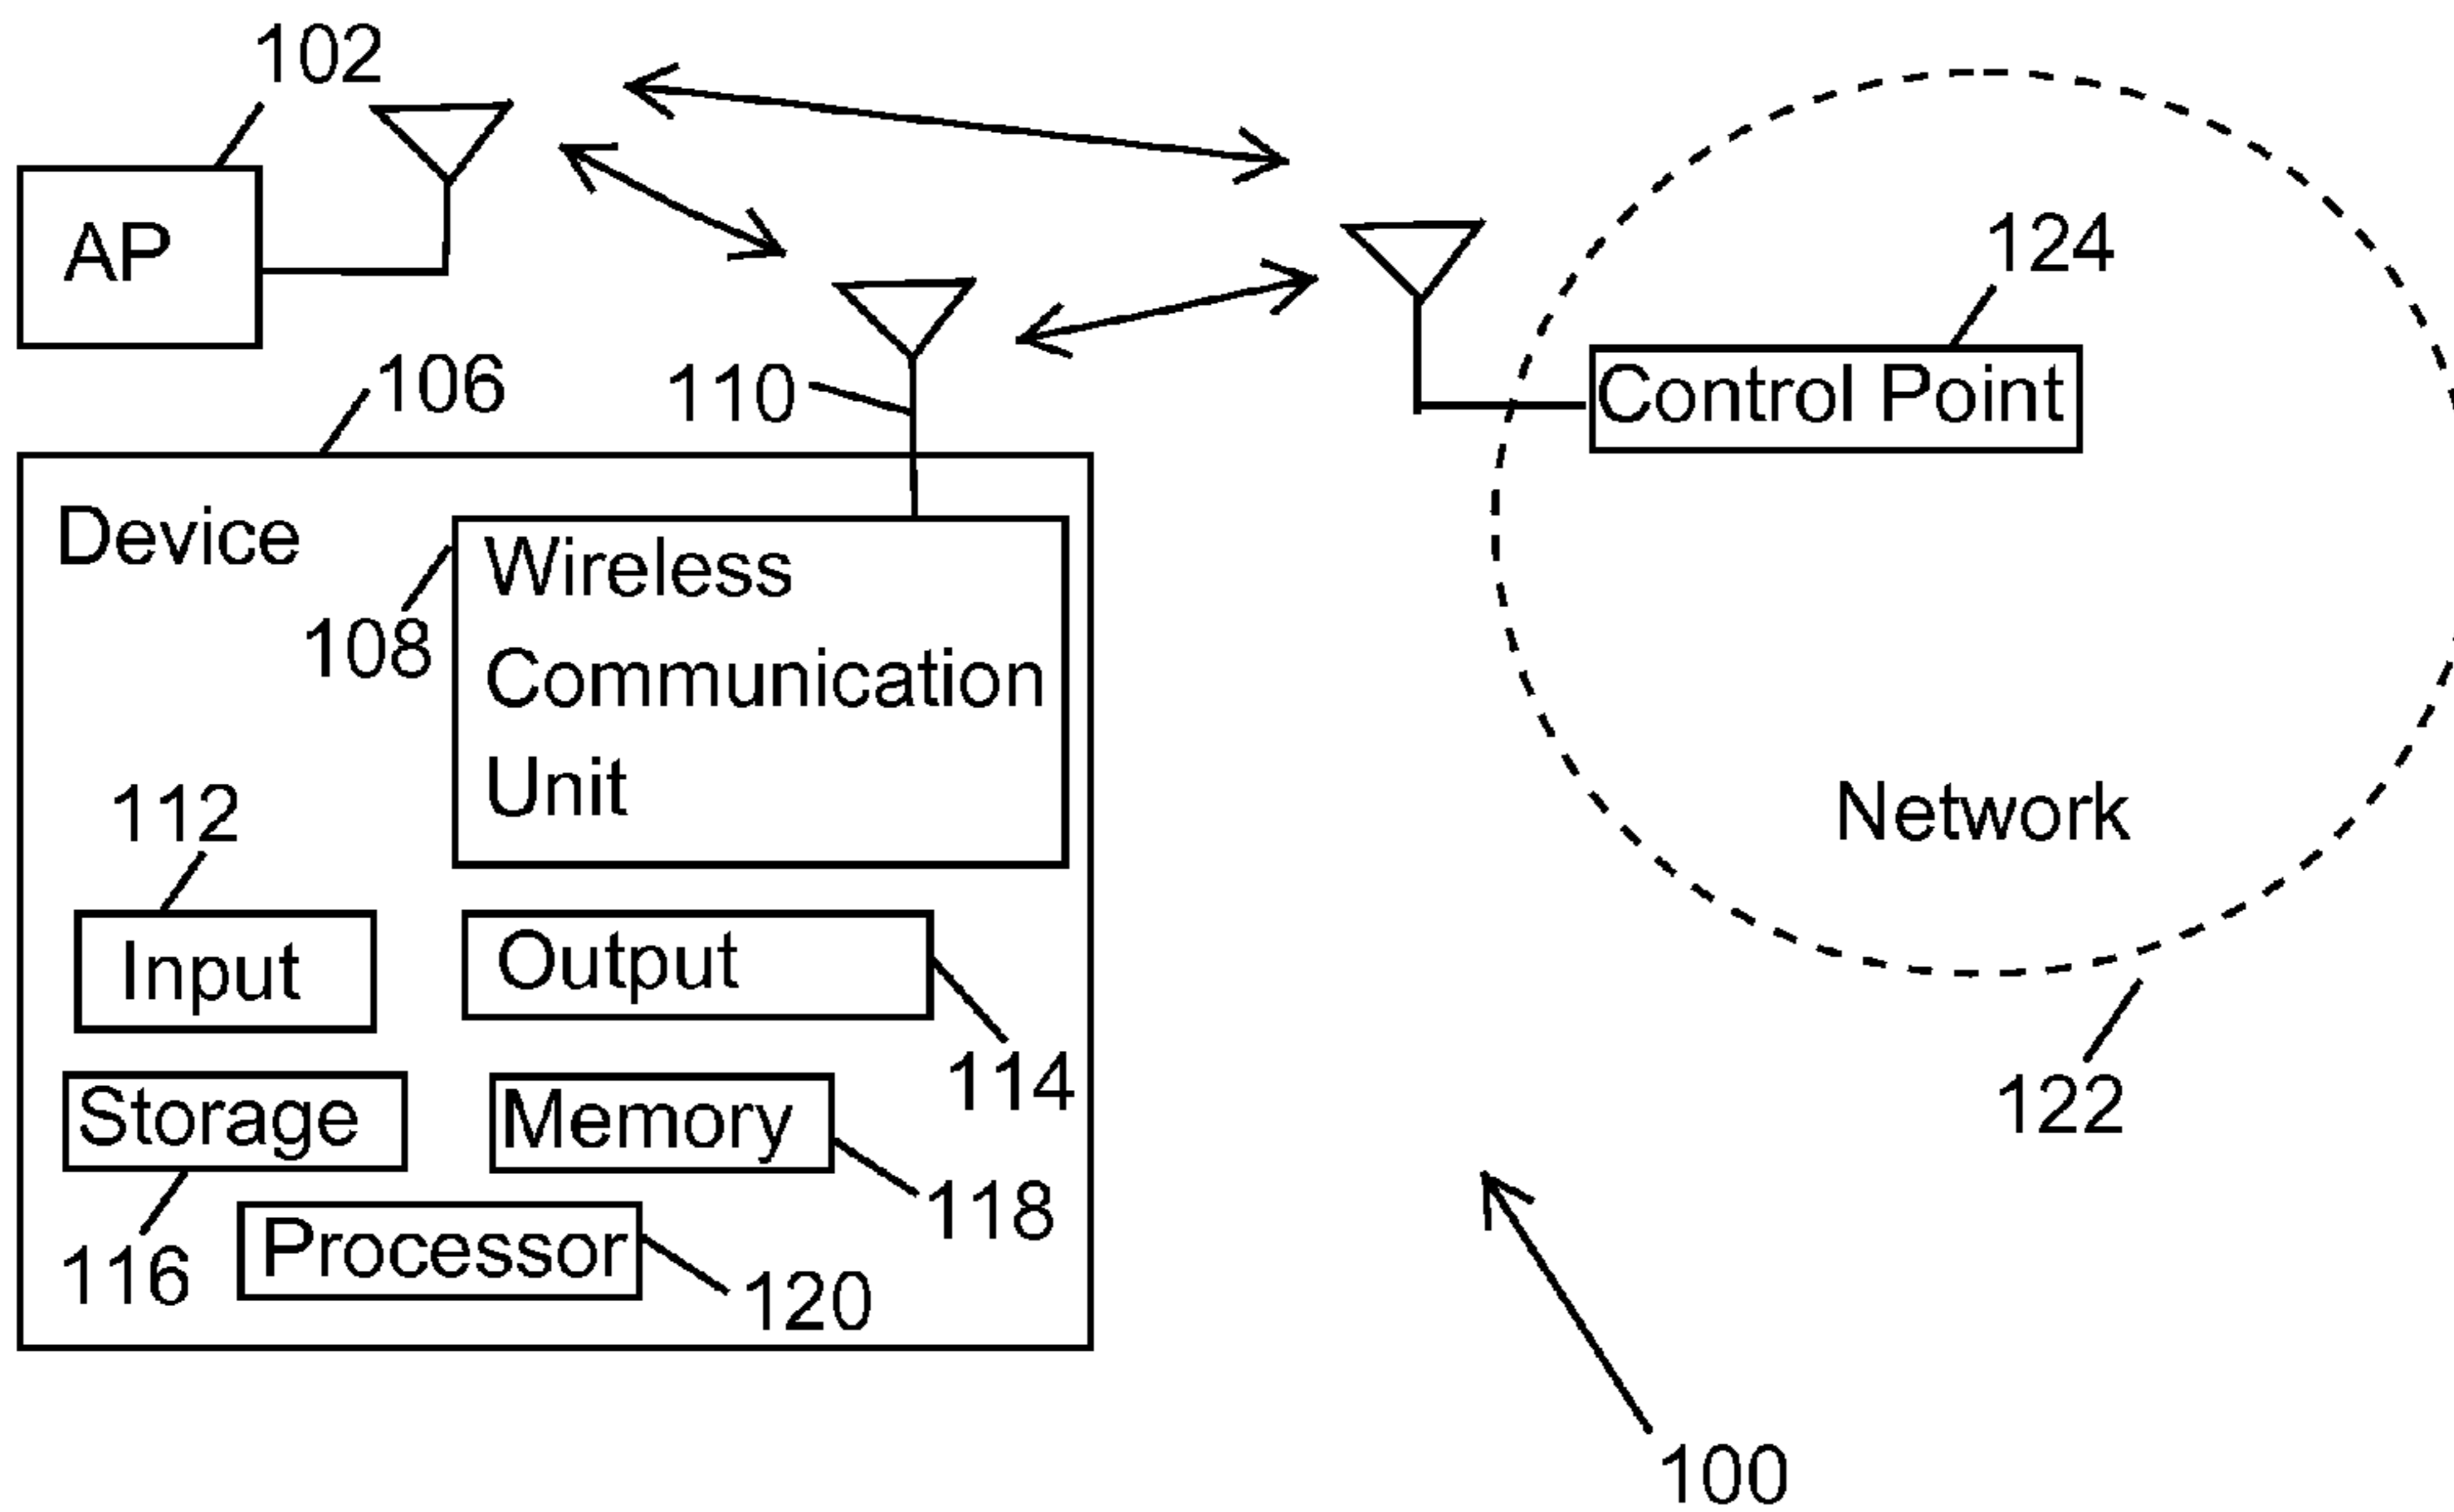 102
AP
124
Control Point
106
110
Device
Wireless
Communication
Unit
108
112
Network
Input
Output
114
122
Storage
Memory
118
116
Processor
120
100